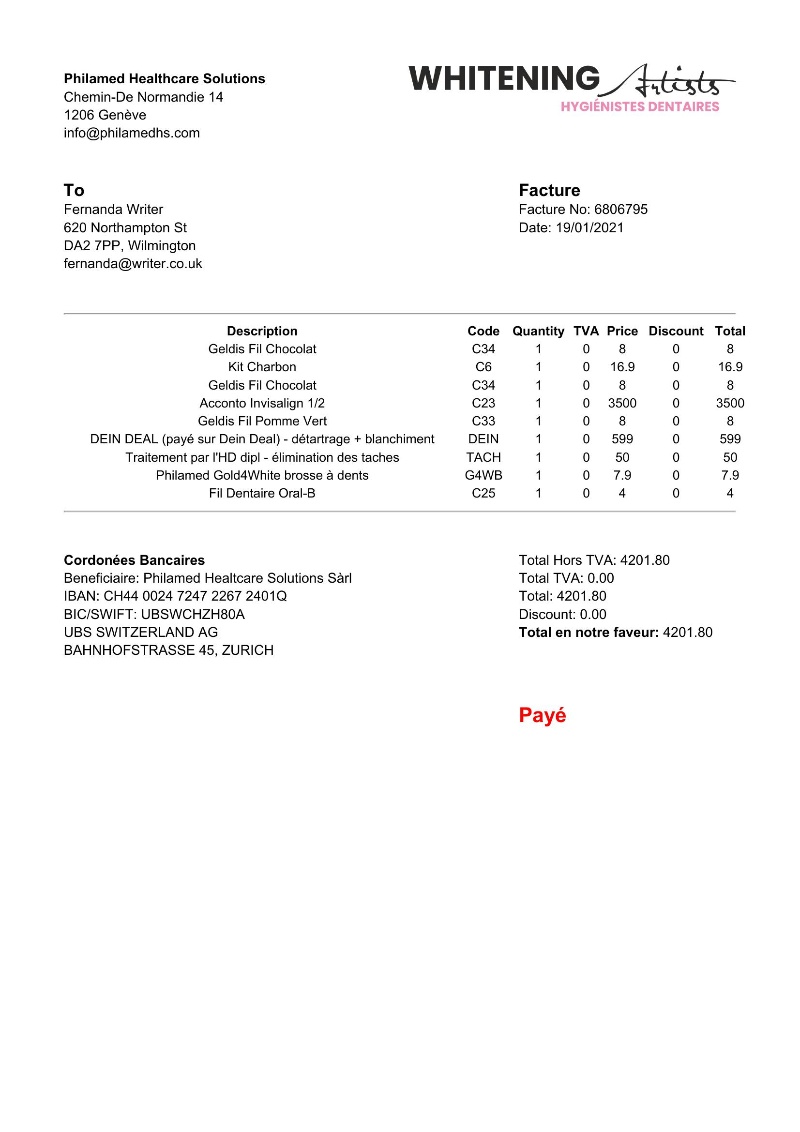 Philamed Healthcare Solutions
Chemin-De Normandie 14
1206 Genève
info@philamedhs.com
WHITENING Artists
HYGIÉNISTES DENTAIRES
To
Fernanda Writer
620 Northampton St
DA2 7PP, Wilmington
fernanda@writer.co.uk
Facture
Facture No: 6806795
Date: 19/01/2021
Description Code Quantity TVA Price Discount Total
Geldis Fil Chocolat C34 1 0 8 0 8
Kit Charbon C6 1 0 16.9 0 16.9
Geldis Fil Chocolat C34 1 0 8 0 8
Acconto Invisalign 1/2 C23 1 0 3500 0 3500
Geldis Fil Pomme Vert C33 1 0 8 0 8
DEIN DEAL (payé sur Dein Deal) - détartrage + blanchiment DEIN 1 0 599 0 599
Traitement par l'HD dipl - élimination des taches TACH 1 0 50 0 50
Philamed Gold4White brosse à dents G4WB 1 0 7.9 0 7.9
Fil Dentaire Oral-B C25 1 0 4 0 4
Cordonées Bancaires
Beneficiaire: Philamed Healtcare Solutions Sàrl
IBAN: CH44 0024 7247 2267 2401Q
BIC/SWIFT: UBSWCHZH80A
UBS SWITZERLAND AG
BAHNHOFSTRASSE 45, ZURICH
Total Hors TVA: 4201.80
Total TVA: 0.00
Total: 4201.80
Discount: 0.00
Total en notre faveur: 4201.80
Payé